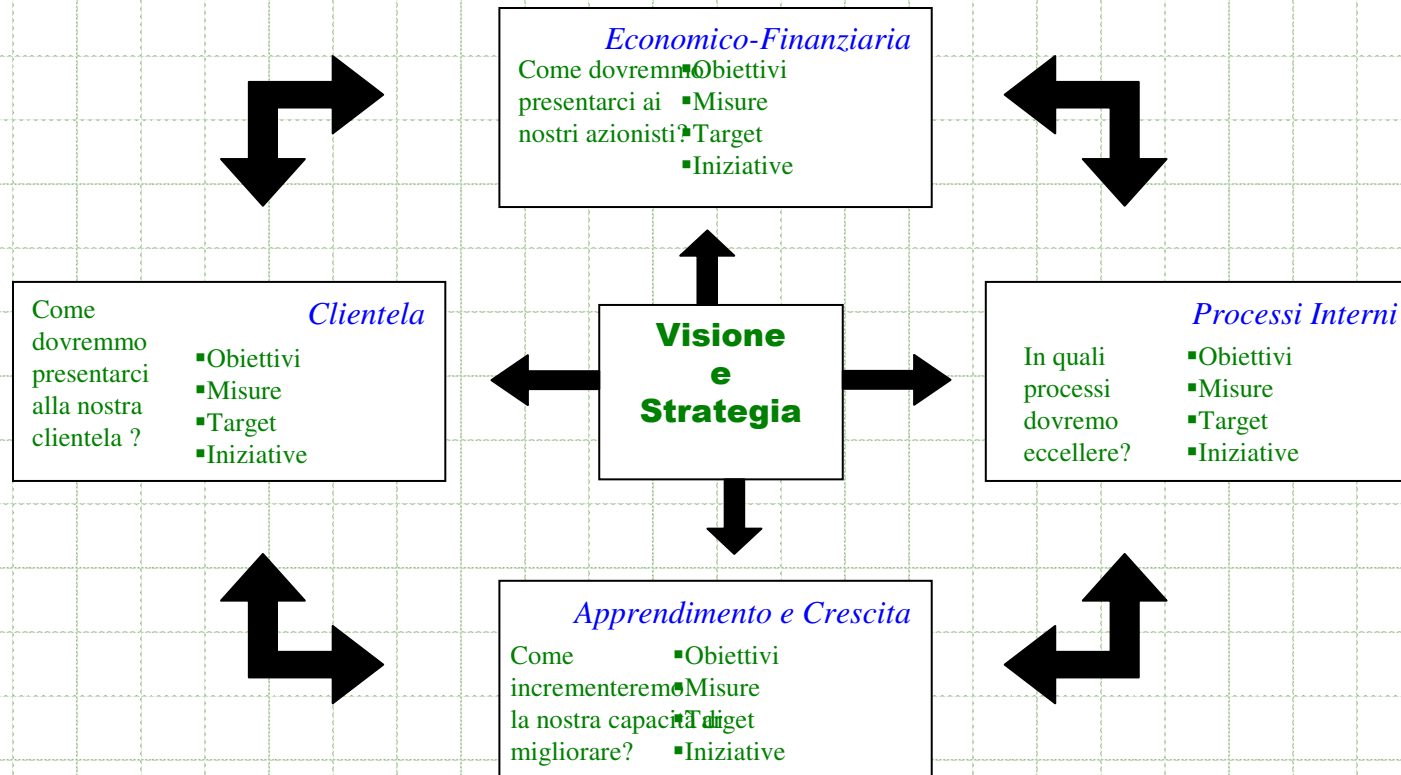 Economico-Finanziaria
Come dovremmo
presentarci ai
nostri azionisti?
▪Obiettivi
▪Misure
▪Target
▪Iniziative
Clientela
Come
dovremmo
presentarci
alla nostra
clientela ?
▪Obiettivi
▪Misure
▪Target
▪Iniziative
Visione
e
Strategia
Processi Interni
In quali
processi
dovremo
eccellere?
▪Obiettivi
▪Misure
▪Target
▪Iniziative
Apprendimento e Crescita
Come
incrementeremo
la nostra capacità di
migliorare?
▪Obiettivi
▪Misure
▪Target
▪Iniziative